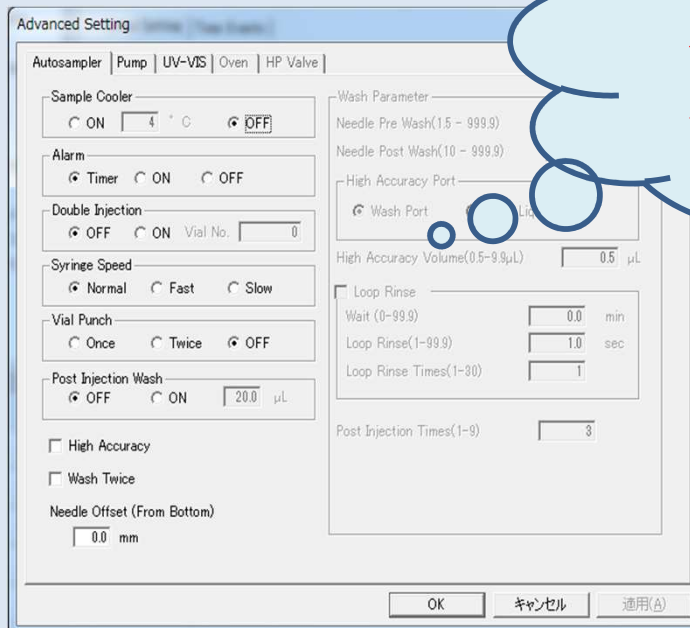 Advanced Setting
Autosampler Pump UV-VIS Oven HP Valve
Sample Cooler
ON 4 °C OFF
Alarm
Timer ON OFF
Double Injection
OFF ON Vial No. 0
Syringe Speed
Normal Fast Slow
Vial Punch
Once Twice OFF
Post Injection Wash
OFF ON 20.0 μL
High Accuracy
Wash Twice
Needle Offset (From Bottom)
0.0 mm
Wash Parameter
Needle Pre Wash(1.5 - 999.9)
Needle Post Wash(10 - 999.9)
High Accuracy Port
Wash Port
High Accuracy Volume(0.5-9.9μL) 0.5 μL
Loop Rinse
Wait (0-99.9) 0.0 min
Loop Rinse(1-99.9) 1.0 sec
Loop Rinse Times(1-30) 1
Post Injection Times(1-9) 3
OK キャンセル 適用(A)